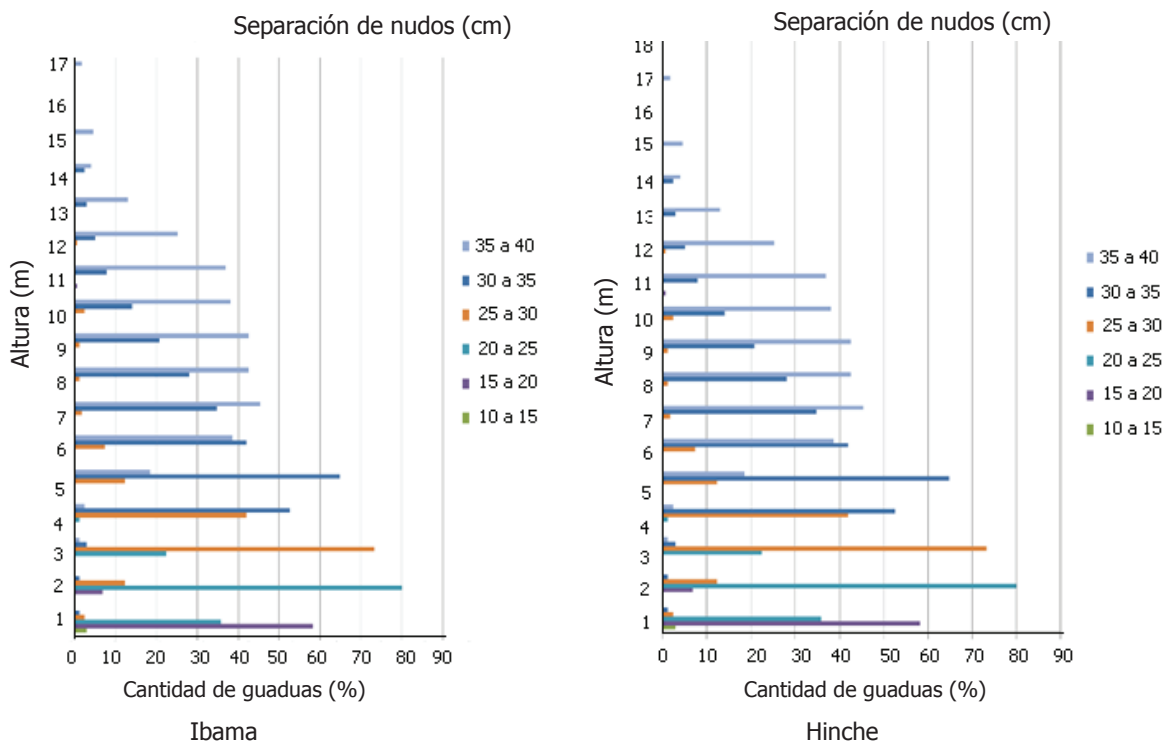 Separación de nudos (cm)
17
16
15
14
13
12
11
10
9
8
7
6
5
4
3
2
1
Altura (m)
0 10 20 30 40 50 60 70 80 90
Cantidad de guaduas (%)
Ibama
35 a 40
30 a 35
25 a 30
20 a 25
15 a 20
10 a 15
Separación de nudos (cm)
18
17
16
15
14
13
12
11
10
9
8
7
6
5
4
3
2
1
Altura (m)
0 10 20 30 40 50 60 70 80 90
Cantidad de guaduas (%)
Hinche
35 a 40
30 a 35
25 a 30
20 a 25
15 a 20
10 a 15